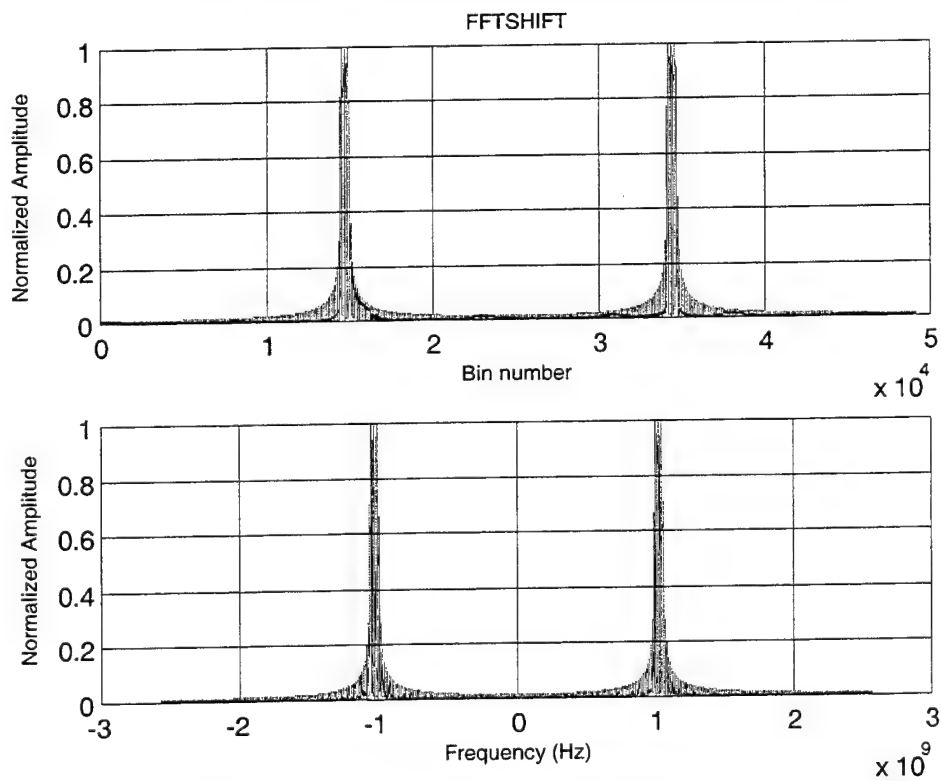 FFTSHIFT
Normalized Amplitude
1
0.8
0.6
0.4
0.2
0
0 1 2 3 4 5
Bin number
x 10^4
Normalized Amplitude
1
0.8
0.6
0.4
0.2
0
-3 -2 -1 0 1 2 3
Frequency (Hz)
x 10^9